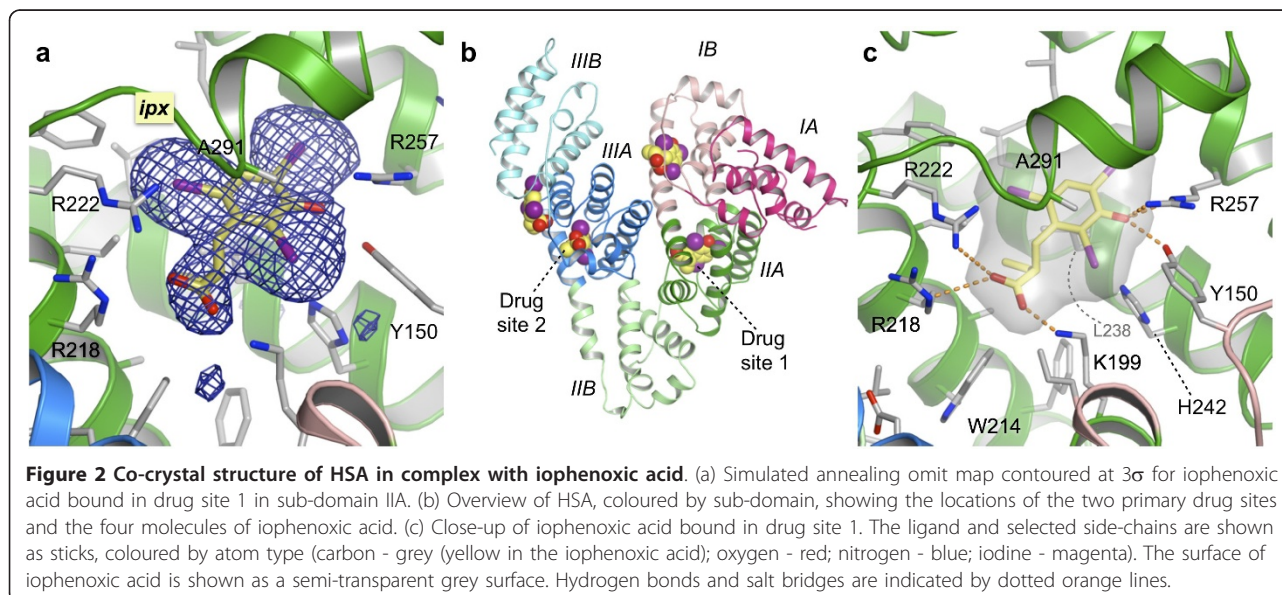 a
ipx
A291
R257
R222
R218
Y150
b
IIIB
IB
IA
IIIA
IIA
Drug
site 2
Drug
site 1
IIB
c
A291
R222
R257
R218
Y150
L238
K199
H242
W214
Figure 2 Co-crystal structure of HSA in complex with iophenoxic acid. (a) Simulated annealing omit map contoured at 3σ for iophenoxic
acid bound in drug site 1 in sub-domain IIA. (b) Overview of HSA, coloured by sub-domain, showing the locations of the two primary drug sites
and the four molecules of iophenoxic acid. (c) Close-up of iophenoxic acid bound in drug site 1. The ligand and selected side-chains are shown
as sticks, coloured by atom type (carbon - grey (yellow in the iophenoxic acid); oxygen - red; nitrogen - blue; iodine - magenta). The surface of
iophenoxic acid is shown as a semi-transparent grey surface. Hydrogen bonds and salt bridges are indicated by dotted orange lines.